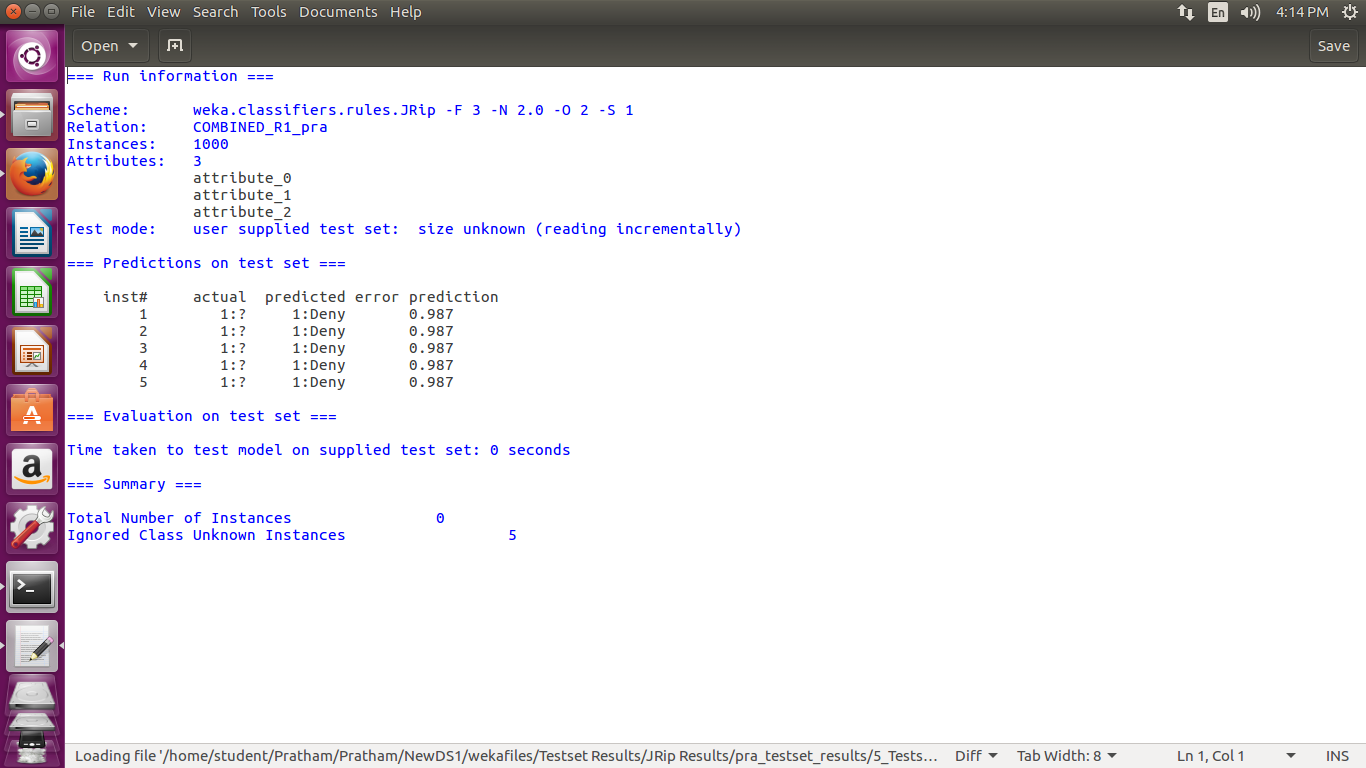 File Edit View Search Tools Documents Help
En 4:14 PM
Open Save
=== Run information ===
Scheme: weka.classifiers.rules.JRip -F 3 -N 2.0 -O 2 -S 1
Relation: COMBINED_R1_pra
Instances: 1000
Attributes: 3
attribute_0
attribute_1
attribute_2
Test mode: user supplied test set: size unknown (reading incrementally)
=== Predictions on test set ===
inst# actual predicted error prediction
1 1:? 1:Deny 0.987
2 1:? 1:Deny 0.987
3 1:? 1:Deny 0.987
4 1:? 1:Deny 0.987
5 1:? 1:Deny 0.987
=== Evaluation on test set ===
Time taken to test model on supplied test set: 0 seconds
=== Summary ===
Total Number of Instances 0
Ignored Class Unknown Instances 5
Loading file '/home/student/Pratham/Pratham/NewDS1/wekafiles/Testset Results/JRip Results/pra_testset_results/5_Tests… Diff Tab Width: 8 Ln 1, Col 1 INS